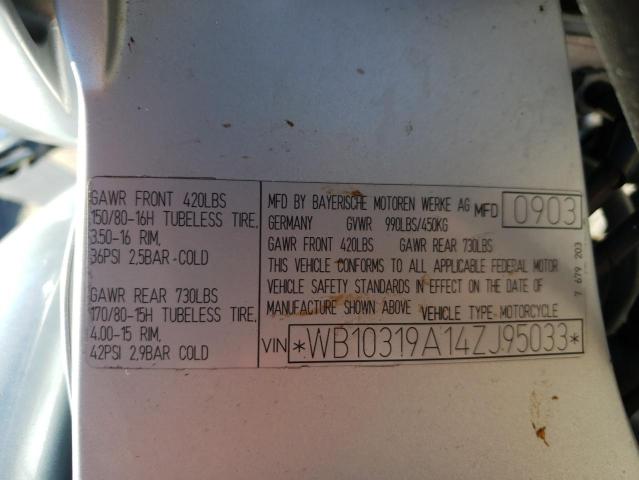 GAWR FRONT 420LBS
150/80-16H TUBELESS TIRE,
3.50-16 RIM,
36PSI 2,5BAR-COLD
GAWR REAR 730LBS
170/80-15H TUBELESS TIRE,
4.00-15 RIM,
42PSI 2.9BAR COLD
MFD BY BAYERISCHE MOTOREN WERKE AG MFD 0903
GERMANY GVWR 990LBS/450KG
GAWR FRONT 420LBS GAWR REAR 730LBS
THIS VEHICLE CONFORMS TO ALL APPLICABLE FEDERAL MOTOR
VEHICLE SAFETY STANDARDS IN EFFECT ON THE DATE OF
MANUFACTURE SHOWN ABOVE VEHICLE TYPE: MOTORCYCLE
VIN *WB10319A14ZJ95033*
7 679 203